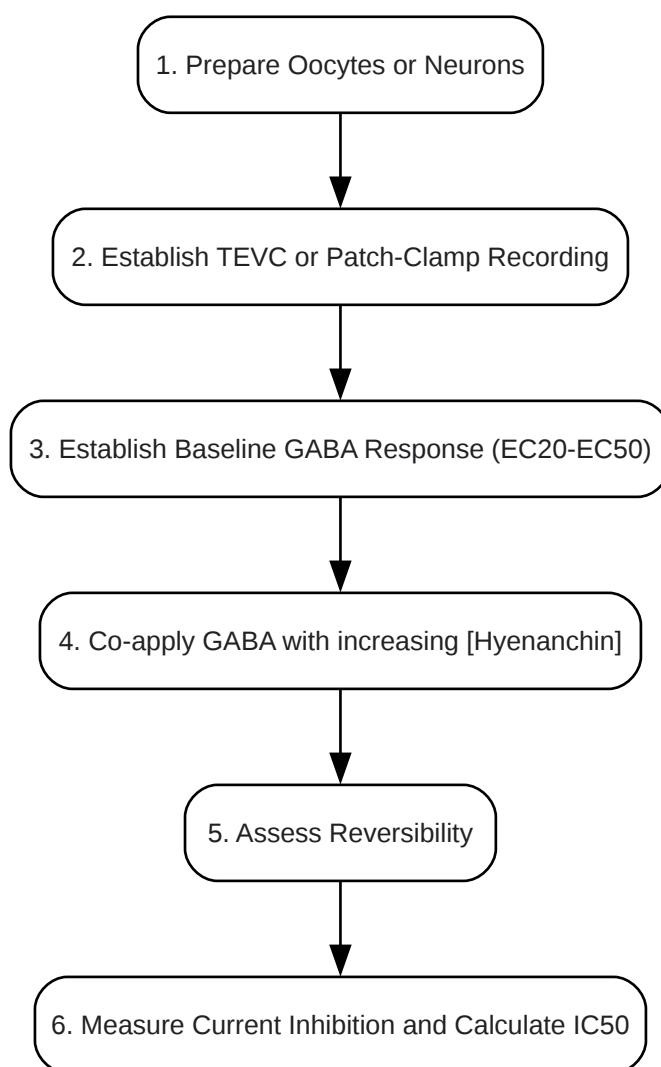 1. Prepare Oocytes or Neurons
2. Establish TEVC or Patch-Clamp Recording
3. Establish Baseline GABA Response (EC20-EC50)
4. Co-apply GABA with increasing [Hyenanchin]
5. Assess Reversibility
6. Measure Current Inhibition and Calculate IC50